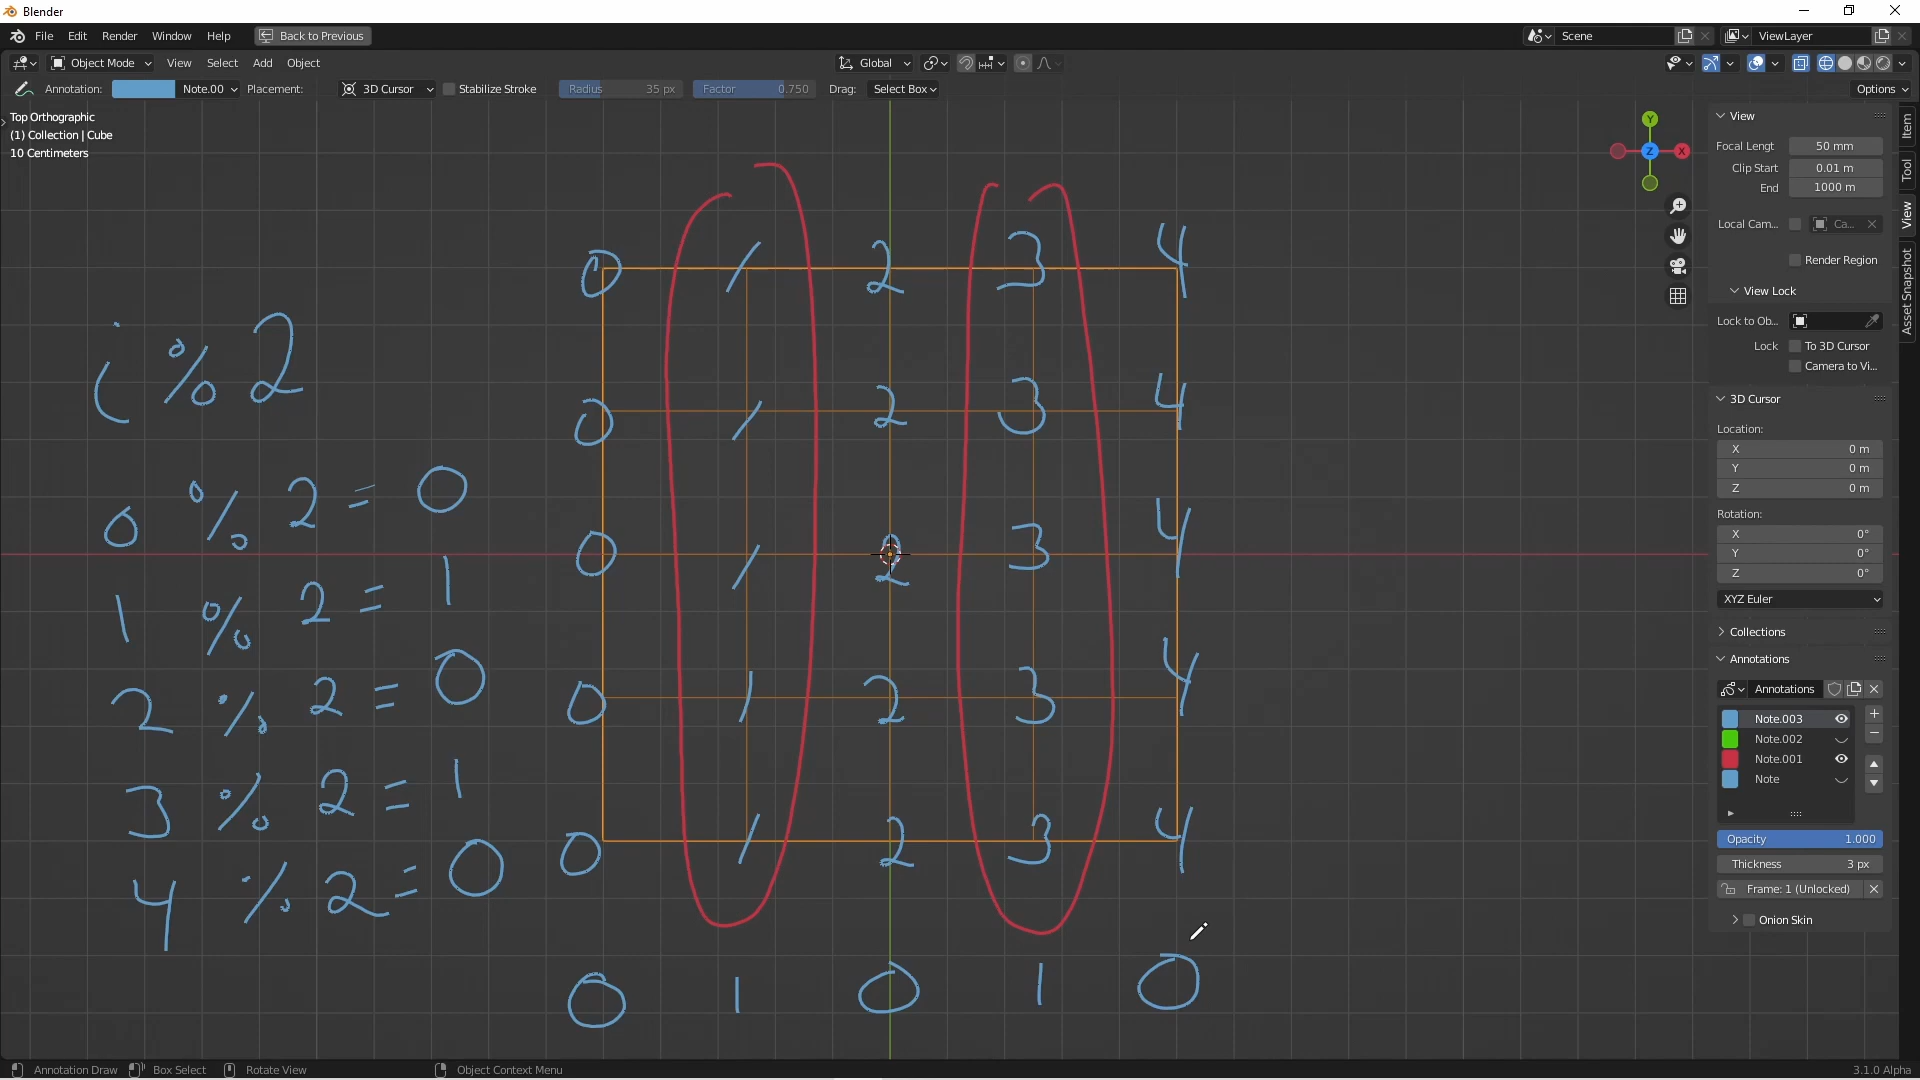 Blender
File Edit Render Window Help Back to Previous Scene ViewLayer
Object Mode View Select Add Object Global
Annotation: Note.00 Placement: 3D Cursor Stabilize Stroke Radius 35 px Factor 0.750 Drag: Select Box Options
Top Orthographic
(1) Collection | Cube
10 Centimeters
i % 2
0 % 2 = 0
1 % 2 = 1
2 % 2 = 0
3 % 2 = 1
4 % 2 = 0
0 1 2 3 4
0 1 2 3 4
0 1 2 3 4
0 1 2 3 4
0 1 2 3 4
0 1 0 1 0
Y
Z X
View
Focal Lengt 50 mm
Clip Start 0.01 m
End 1000 m
Local Cam... Ca...
Render Region
View Lock
Lock to Ob...
Lock To 3D Cursor
Camera to Vi...
3D Cursor
Location:
X 0 m
Y 0 m
Z 0 m
Rotation:
X 0°
Y 0°
Z 0°
XYZ Euler
Collections
Annotations
Annotations
Note.003
Note.002
Note.001
Note
Opacity 1.000
Thickness 3 px
Frame: 1 (Unlocked)
Onion Skin
Item
Tool
View
Asset Snapshot
Annotation Draw Box Select Rotate View Object Context Menu 3.1.0 Alpha